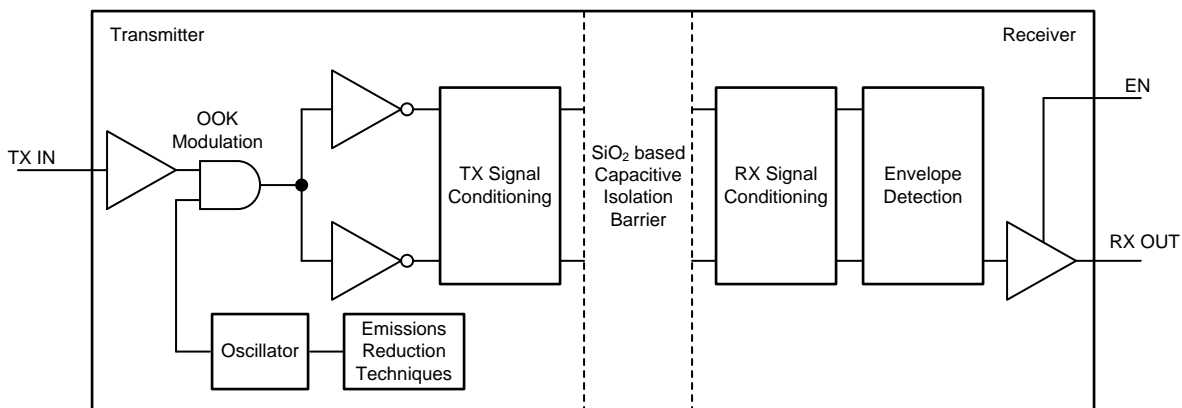 Transmitter
Receiver
OOK
Modulation
TX IN
TX Signal
Conditioning
SiO₂ based
Capacitive
Isolation
Barrier
RX Signal
Conditioning
Envelope
Detection
EN
RX OUT
Oscillator
Emissions
Reduction
Techniques